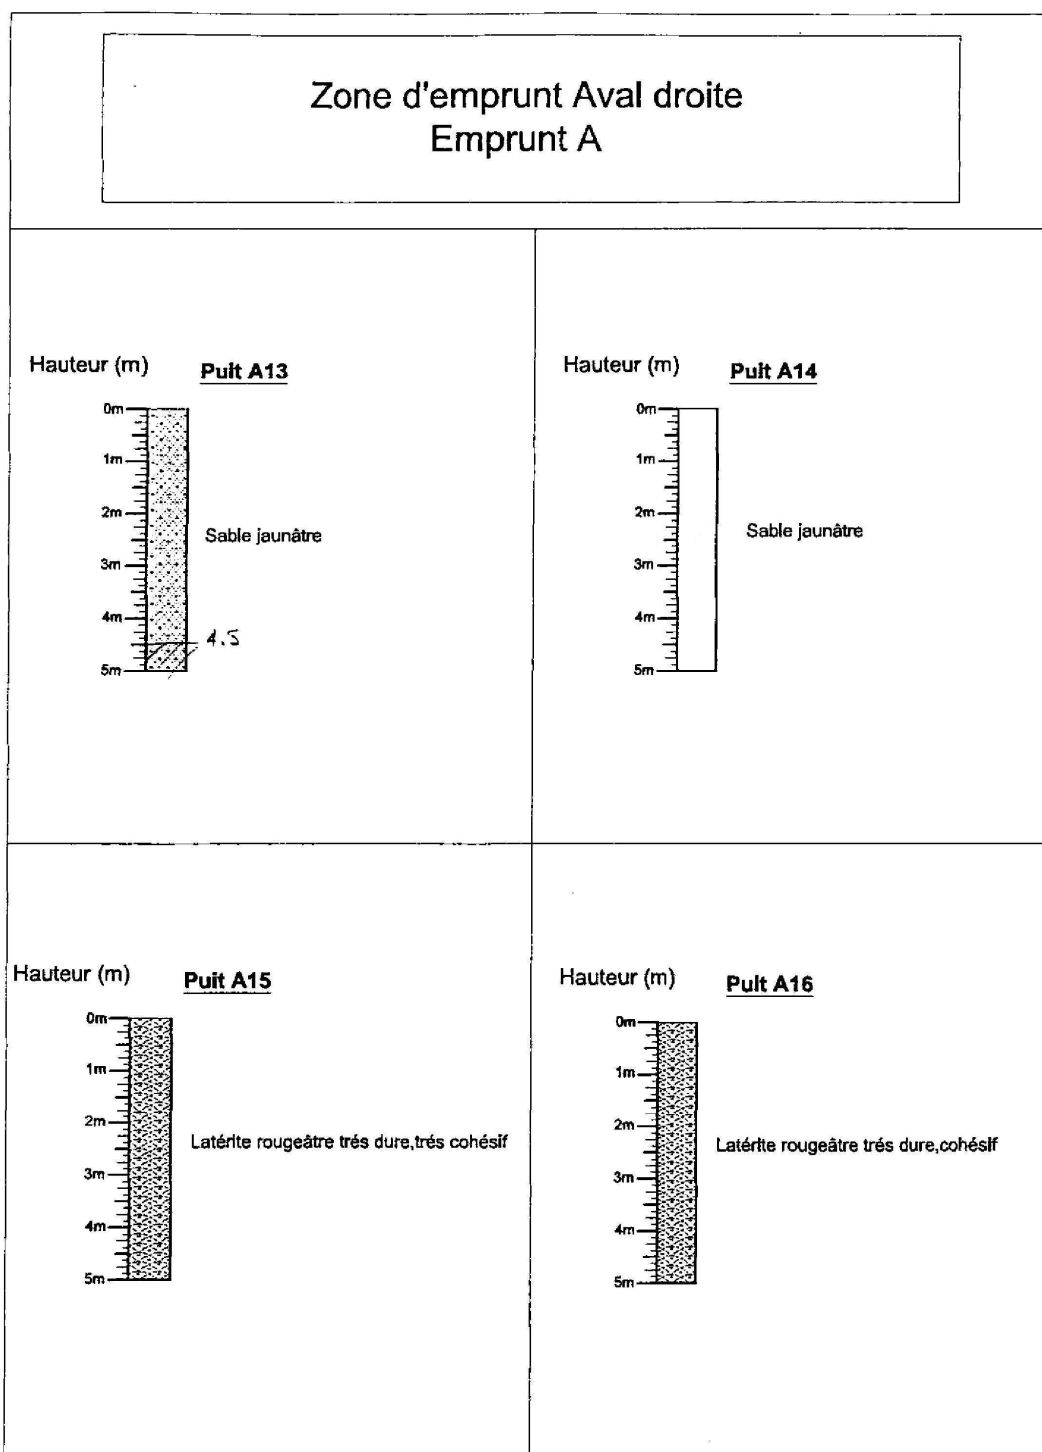 Zone d'emprunt Aval droite
Emprunt A
Hauteur (m)
Puit A13
0m
1m
2m
3m
4m
5m
Sable jaunâtre
4.5
Hauteur (m)
Puit A14
0m
1m
2m
3m
4m
5m
Sable jaunâtre
Hauteur (m)
Puit A15
0m
1m
2m
3m
4m
5m
Latérite rougeâtre trés dure,trés cohésif
Hauteur (m)
Puit A16
0m
1m
2m
3m
4m
5m
Latérite rougeâtre trés dure,cohésif